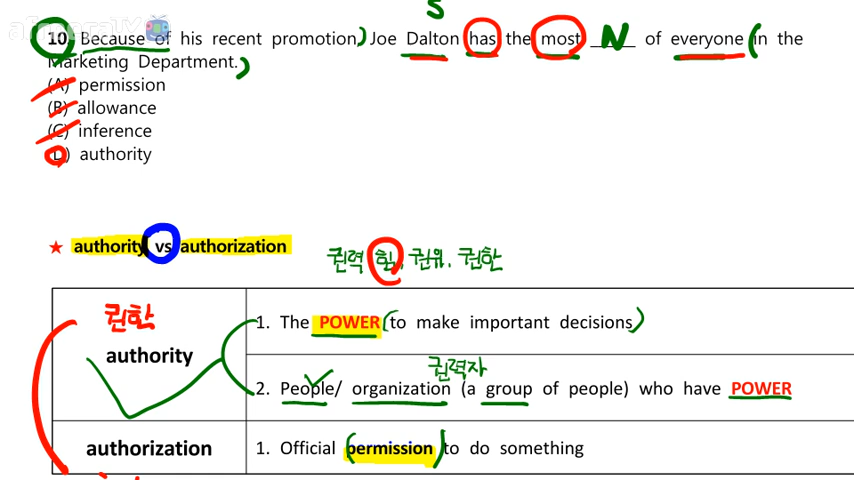 afreecaTV
S
10. Because of his recent promotion, Joe Dalton has the most N of everyone in the
Marketing Department.
(A) permission
(B) allowance
(C) inference
(D) authority
★ authority vs authorization
권력 힘, 권위, 권한
권한
authority
1. The POWER (to make important decisions)
권력자
2. People/ organization (a group of people) who have POWER
authorization
1. Official permission to do something